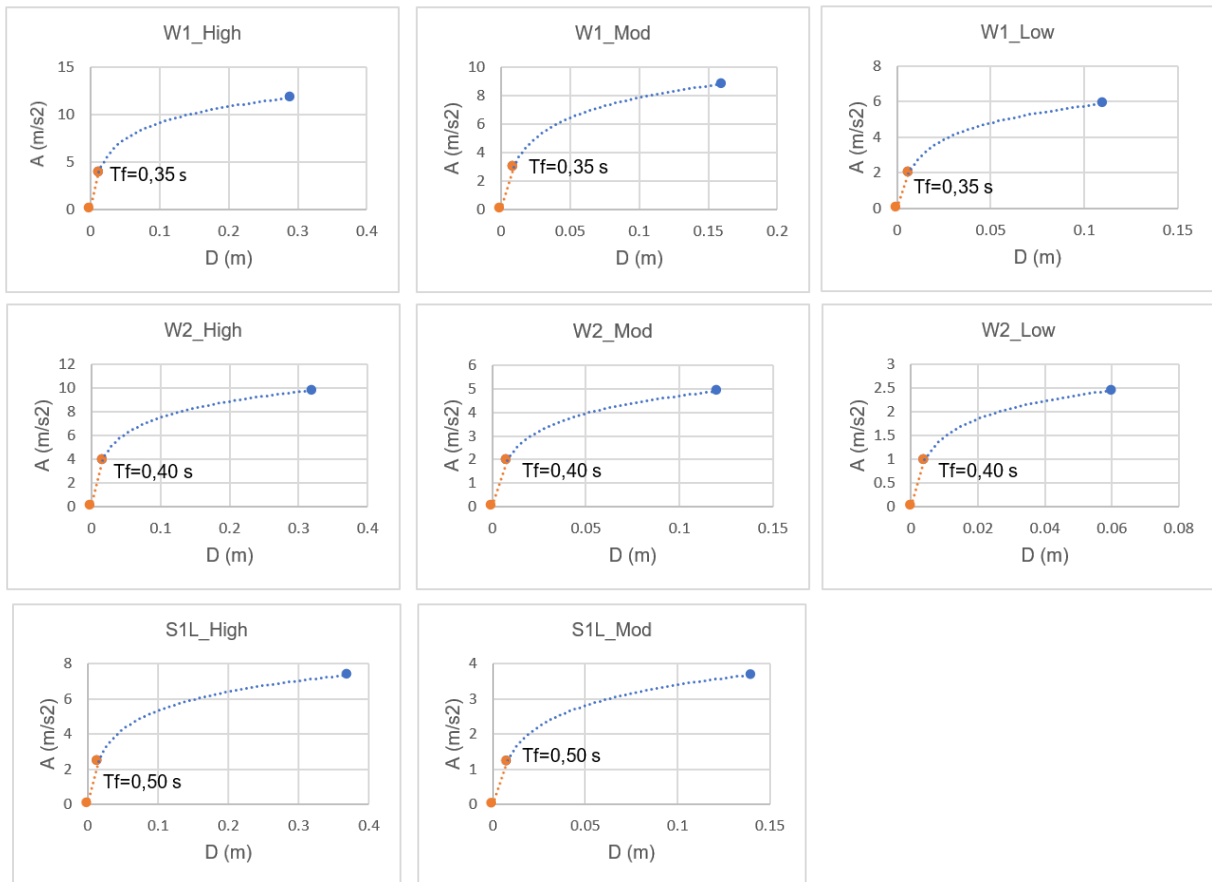 W1_High
15
10
5
0
A (m/s2)
Tf=0,35 s
0 0.1 0.2 0.3 0.4
D (m)
W1_Mod
10
8
6
4
2
0
A (m/s2)
Tf=0,35 s
0 0.05 0.1 0.15 0.2
D (m)
W1_Low
8
6
4
2
0
A (m/s2)
Tf=0,35 s
0 0.05 0.1 0.15
D (m)
W2_High
12
10
8
6
4
2
0
A (m/s2)
Tf=0,40 s
0 0.1 0.2 0.3 0.4
D (m)
W2_Mod
6
5
4
3
2
1
0
A (m/s2)
Tf=0,40 s
0 0.05 0.1 0.15
D (m)
W2_Low
3
2.5
2
1.5
1
0.5
0
A (m/s2)
Tf=0,40 s
0 0.02 0.04 0.06 0.08
D (m)
S1L_High
8
6
4
2
0
A (m/s2)
Tf=0,50 s
0 0.1 0.2 0.3 0.4
D (m)
S1L_Mod
4
3
2
1
0
A (m/s2)
Tf=0,50 s
0 0.05 0.1 0.15
D (m)